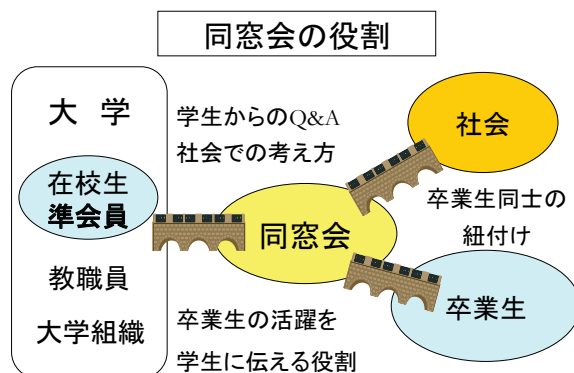 同窓会の役割
大 学
在校生
準会員
教職員
大学組織
学生からのQ&A
社会での考え方
同窓会
卒業生の活躍を
学生に伝える役割
社会
卒業生同士の
紐付け
卒業生